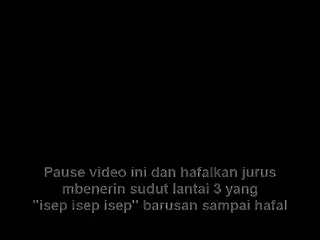 Pause video ini dan hafalkan jurus
mbenerin sudut lantai 3 yang
"isep isep isep" barusan sampai hafal